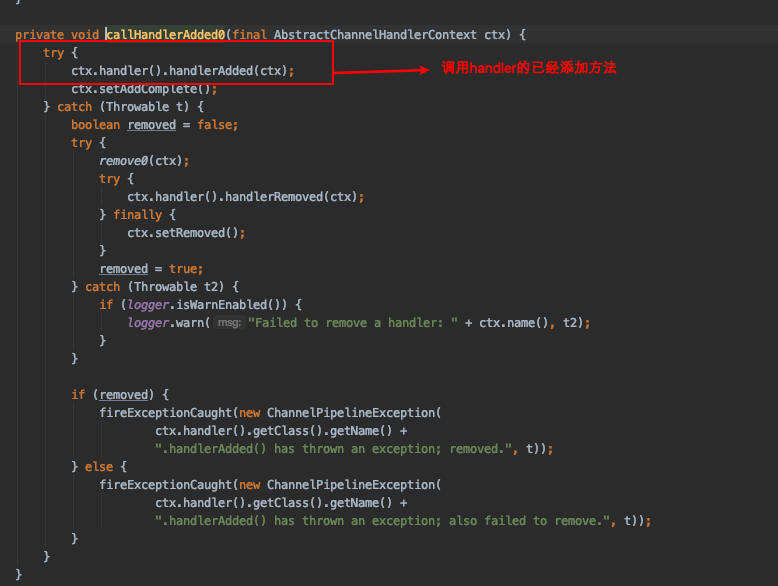 }
private void callHandlerAdded0(final AbstractChannelHandlerContext ctx) {
try {
ctx.handler().handlerAdded(ctx);
调用handler的已经添加方法
ctx.setAddComplete();
} catch (Throwable t) {
boolean removed = false;
try {
remove0(ctx);
try {
ctx.handler().handlerRemoved(ctx);
} finally {
ctx.setRemoved();
}
removed = true;
} catch (Throwable t2) {
if (logger.isWarnEnabled()) {
logger.warn( msg: "Failed to remove a handler: " + ctx.name(), t2);
}
}
if (removed) {
fireExceptionCaught(new ChannelPipelineException(
ctx.handler().getClass().getName() +
".handlerAdded() has thrown an exception; removed.", t));
} else {
fireExceptionCaught(new ChannelPipelineException(
ctx.handler().getClass().getName() +
".handlerAdded() has thrown an exception; also failed to remove.", t));
}
}
}